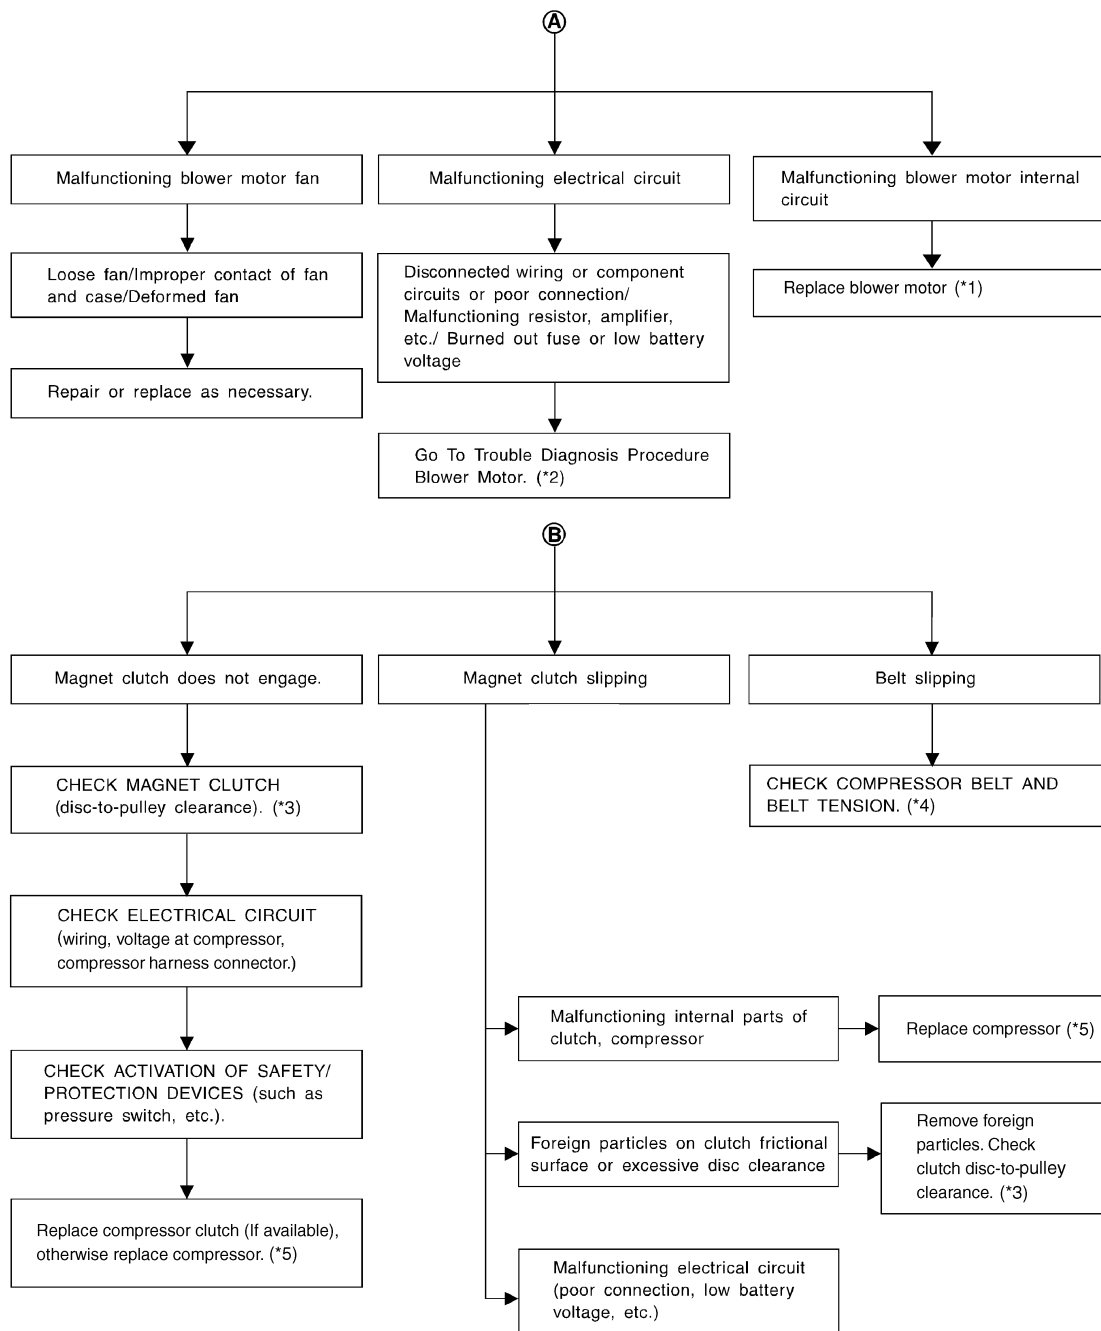 A
Malfunctioning blower motor fan
Loose fan/Improper contact of fan
and case/Deformed fan
Repair or replace as necessary.
Malfunctioning electrical circuit
Disconnected wiring or component
circuits or poor connection/
Malfunctioning resistor, amplifier,
etc./ Burned out fuse or low battery
voltage
Go To Trouble Diagnosis Procedure
Blower Motor. (*2)
Malfunctioning blower motor internal
circuit
Replace blower motor (*1)
B
Magnet clutch does not engage.
CHECK MAGNET CLUTCH
(disc-to-pulley clearance). (*3)
CHECK ELECTRICAL CIRCUIT
(wiring, voltage at compressor,
compressor harness connector.)
CHECK ACTIVATION OF SAFETY/
PROTECTION DEVICES (such as
pressure switch, etc.).
Replace compressor clutch (If available),
otherwise replace compressor. (*5)
Magnet clutch slipping
Malfunctioning internal parts of
clutch, compressor
Replace compressor (*5)
Foreign particles on clutch frictional
surface or excessive disc clearance
Remove foreign
particles. Check
clutch disc-to-pulley
clearance. (*3)
Malfunctioning electrical circuit
(poor connection, low battery
voltage, etc.)
Belt slipping
CHECK COMPRESSOR BELT AND
BELT TENSION. (*4)